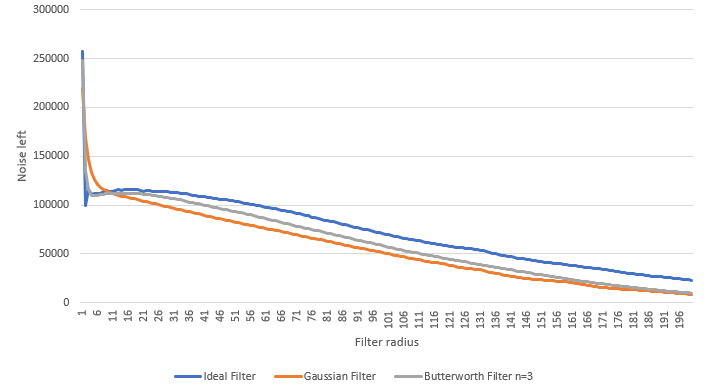 300000
250000
200000
150000
100000
50000
0
Noise left
1 6 11 16 21 26 31 36 41 46 51 56 61 66 71 76 81 86 91 96 101 106 111 116 121 126 131 136 141 146 151 156 161 166 171 176 181 186 191 196
Filter radius
Ideal Filter Gaussian Filter Butterworth Filter n=3